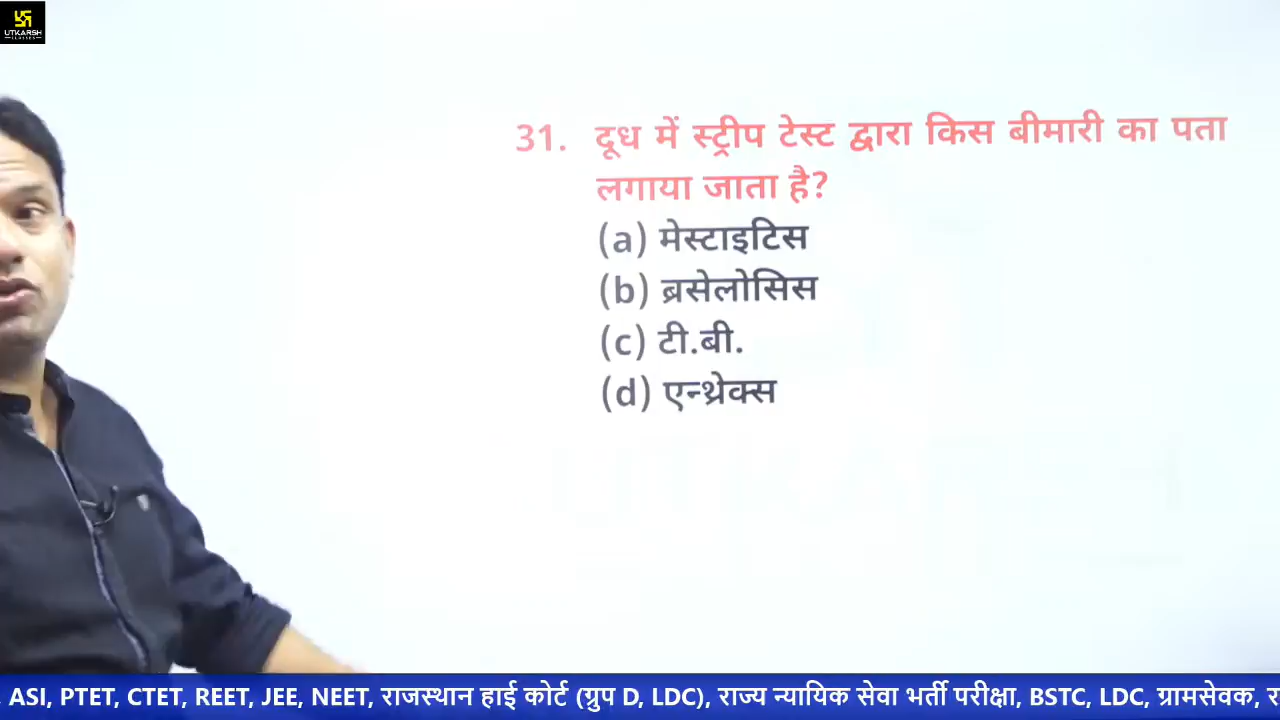 UTKARSH
CLASSES
31. दूध में स्ट्रीप टेस्ट द्वारा किस बीमारी का पता
लगाया जाता है?
(a) मेस्टाइटिस
(b) ब्रसेलोसिस
(c) टी.बी.
(d) एन्थ्रेक्स
ASI, PTET, CTET, REET, JEE, NEET, राजस्थान हाई कोर्ट (ग्रुप D, LDC), राज्य न्यायिक सेवा भर्ती परीक्षा, BSTC, LDC, ग्रामसेवक,